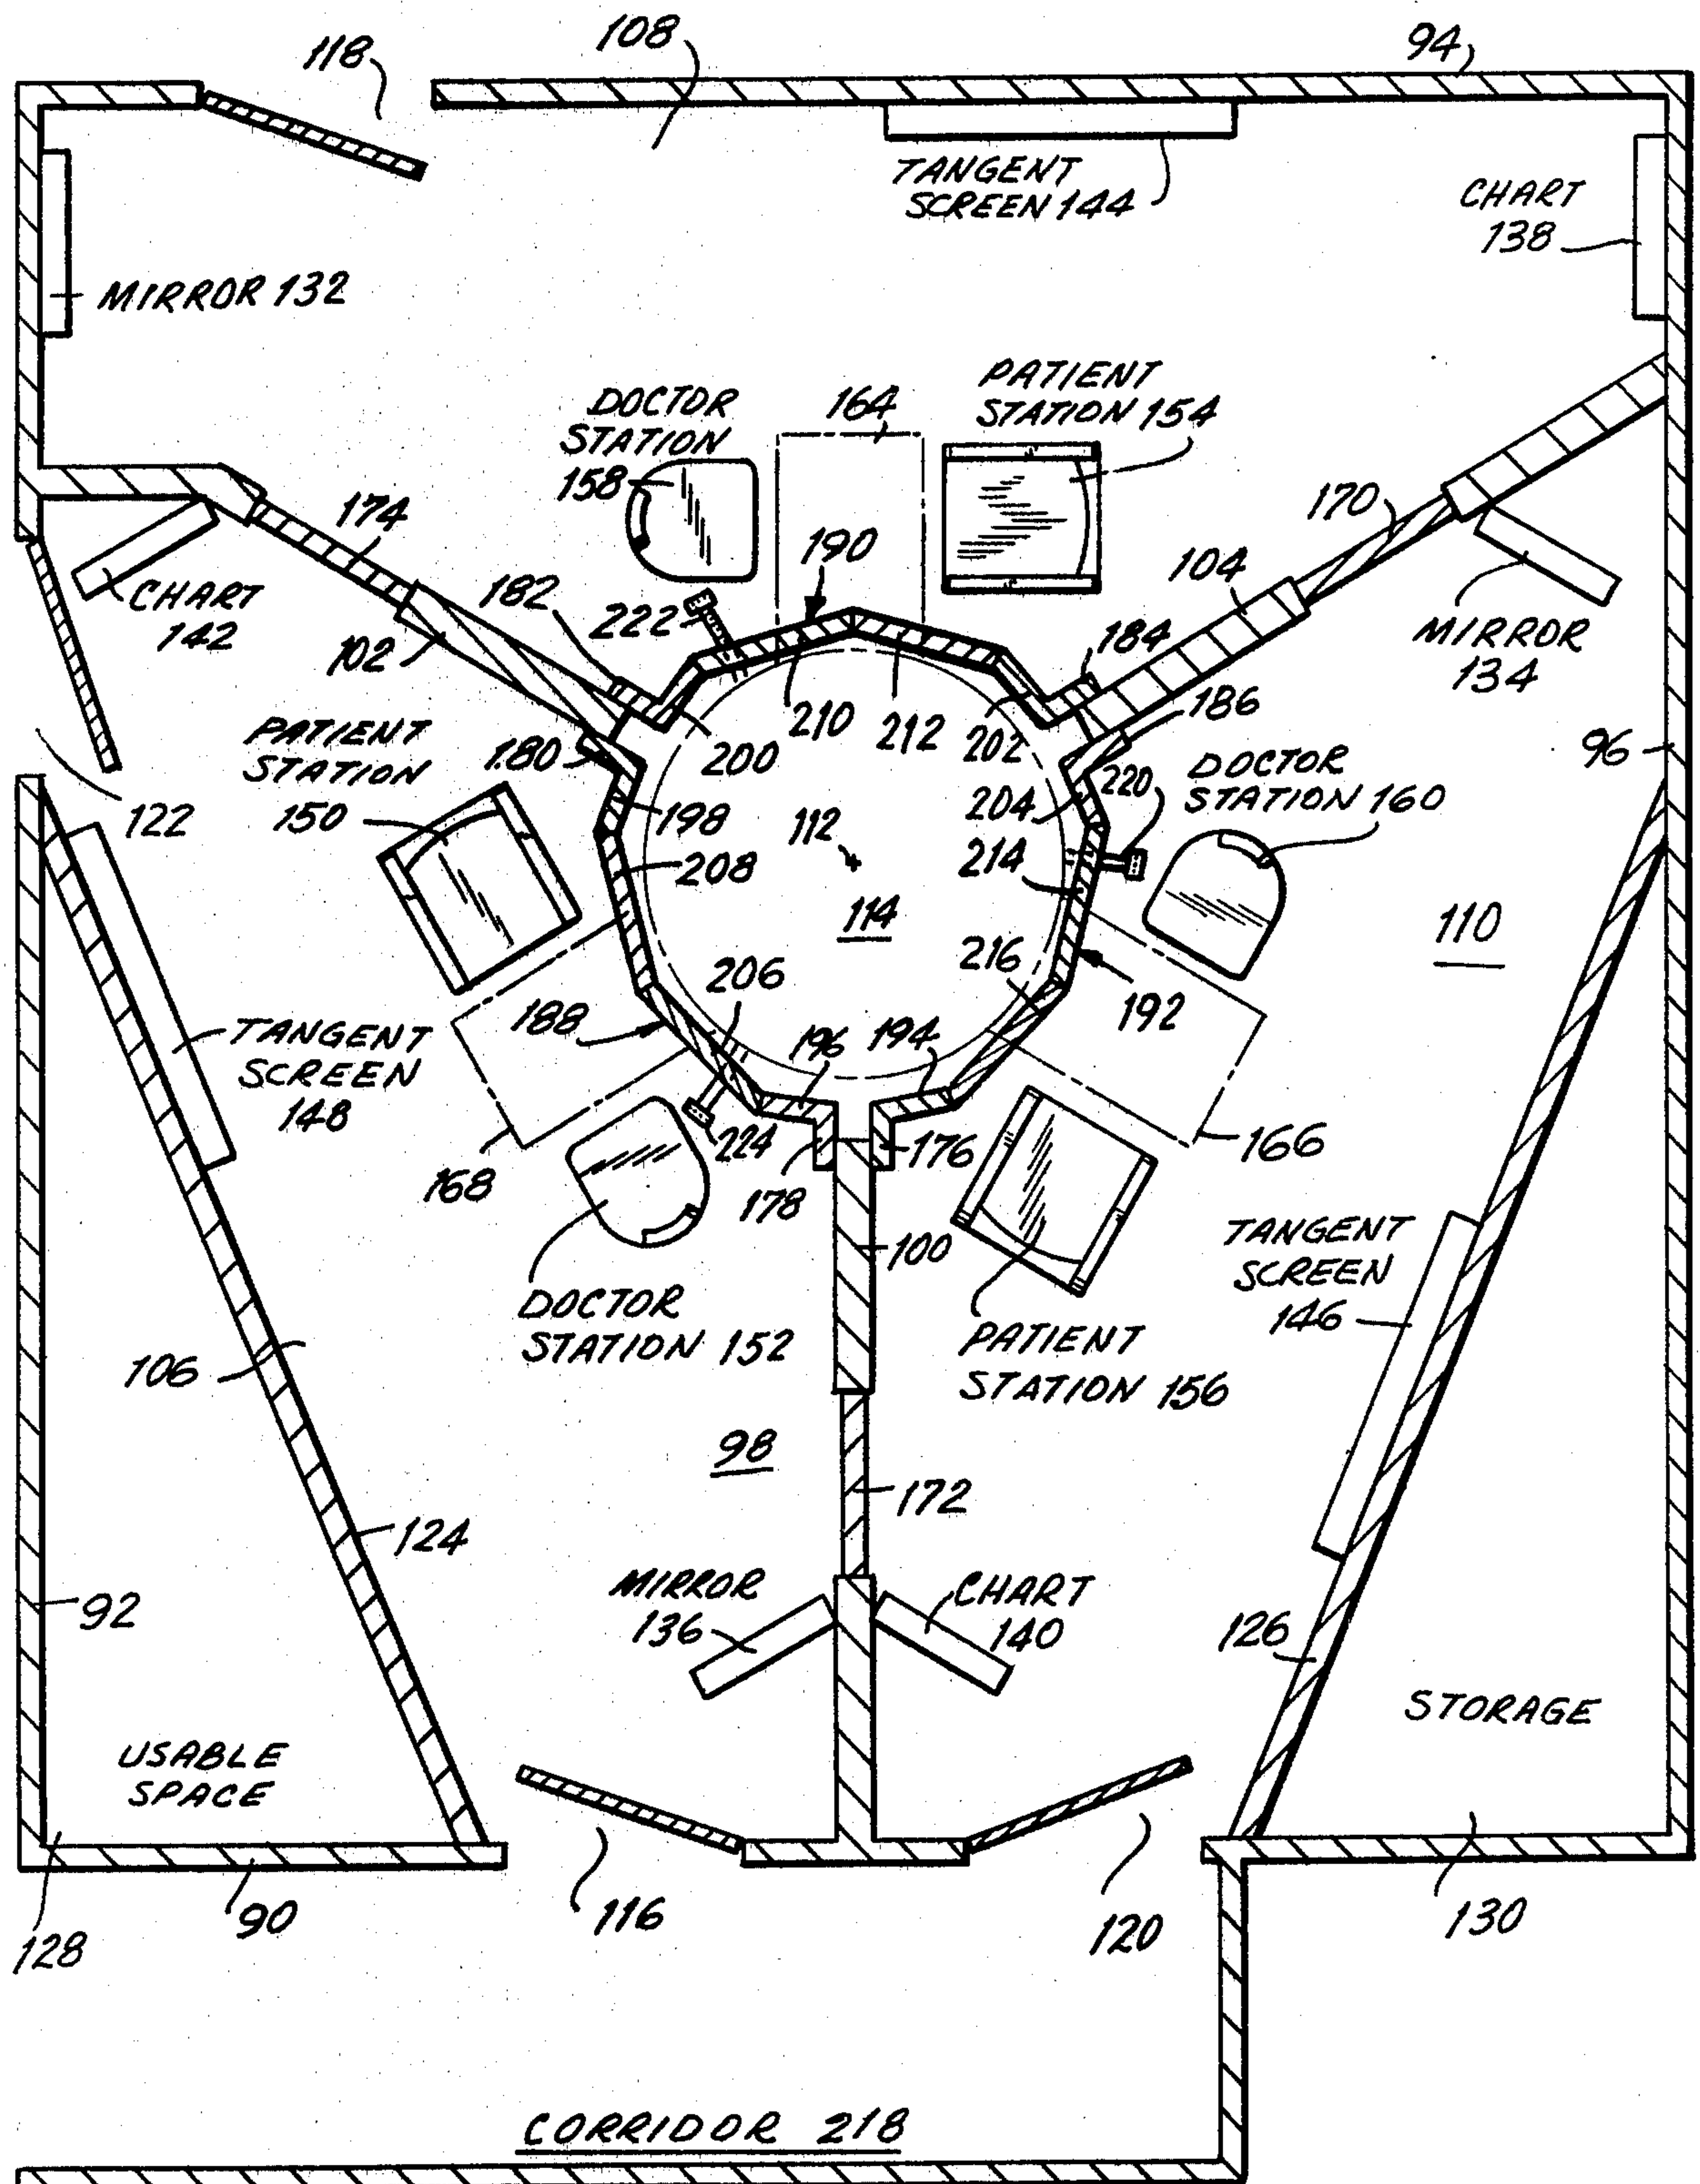 118
108
94
TANGENT
SCREEN 144
CHART
138
MIRROR 132
DOCTOR
STATION
158
164
PATIENT
STATION 154
174
190
170
104
CHART
142
182
222
102
184
MIRROR
134
186
210
212
202
200
PATIENT
STATION
150
180
96
DOCTOR
STATION 160
220
204
122
198
112
208
214
114
110
206
216
192
188
TANGENT
SCREEN
148
196
194
168
224
178
176
166
100
TANGENT
SCREEN
146
DOCTOR
STATION 152
PATIENT
STATION 156
106
98
172
124
92
MIRROR
136
CHART
140
126
STORAGE
USABLE
SPACE
128
90
116
120
130
CORRIDOR 218